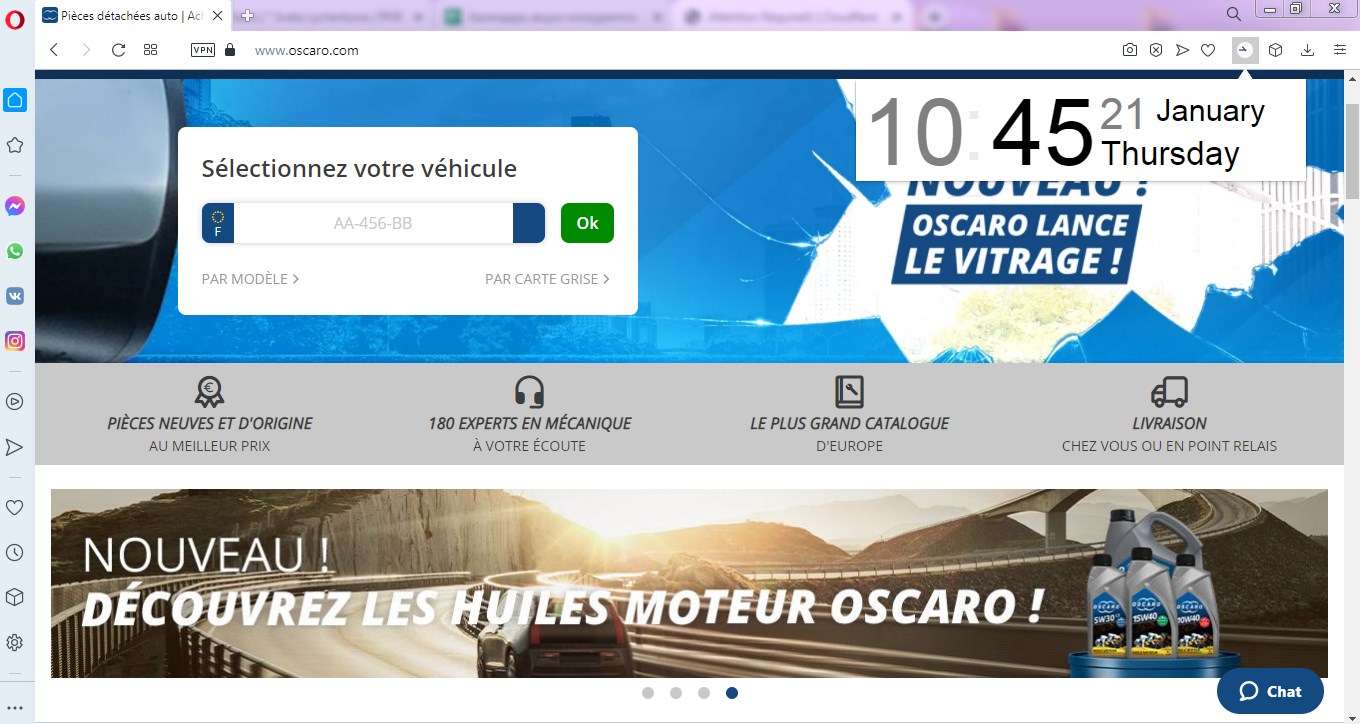 Pièces détachées auto | Ach
VPN
www.oscaro.com
10:45
21 January
Thursday
Sélectionnez votre véhicule
F
AA-456-BB
Ok
PAR MODÈLE
PAR CARTE GRISE
NOUVEAU !
OSCARO LANCE
LE VITRAGE !
PIÈCES NEUVES ET D'ORIGINE
AU MEILLEUR PRIX
180 EXPERTS EN MÉCANIQUE
À VOTRE ÉCOUTE
LE PLUS GRAND CATALOGUE
D'EUROPE
LIVRAISON
CHEZ VOUS OU EN POINT RELAIS
NOUVEAU !
DÉCOUVREZ LES HUILES MOTEUR OSCARO !
OSCARO
5W30
OSCARO
15W40
OSCARO
10W40
Chat